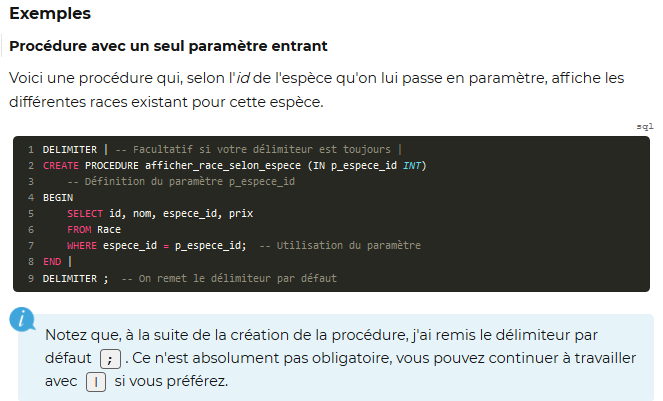 Exemples
Procédure avec un seul paramètre entrant
Voici une procédure qui, selon l'id de l'espèce qu'on lui passe en paramètre, affiche les
différentes races existant pour cette espèce.
sql
1 DELIMITER | -- Facultatif si votre délimiteur est toujours |
2 CREATE PROCEDURE afficher_race_selon_espece (IN p_espece_id INT)
3     -- Définition du paramètre p_espece_id
4 BEGIN
5     SELECT id, nom, espece_id, prix
6     FROM Race
7     WHERE espece_id = p_espece_id;  -- Utilisation du paramètre
8 END |
9 DELIMITER ;  -- On remet le délimiteur par défaut
i
Notez que, à la suite de la création de la procédure, j'ai remis le délimiteur par
défaut ; . Ce n'est absolument pas obligatoire, vous pouvez continuer à travailler
avec | si vous préférez.